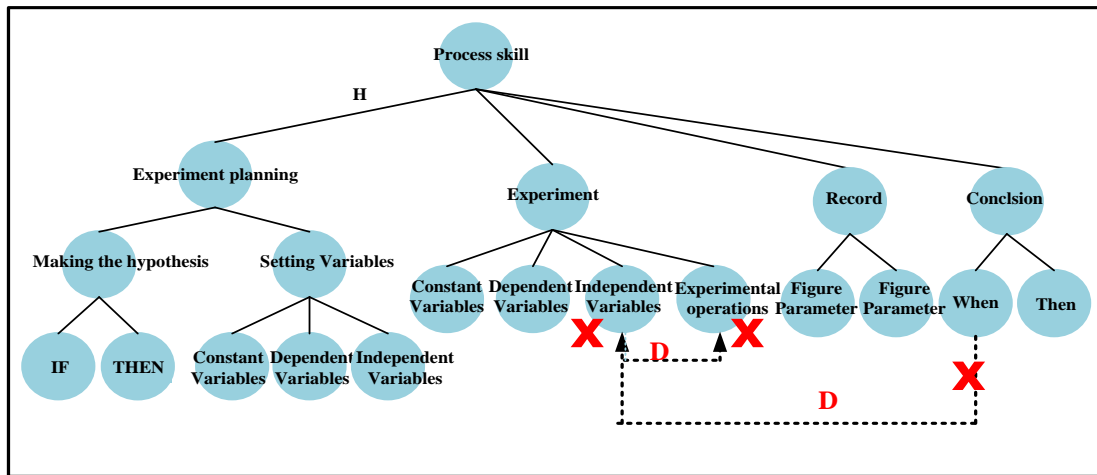 Process skill
H
Experiment planning
Experiment
Record
Conclsion
Making the hypothesis
Setting Variables
Constant
Variables
Dependent
Variables
Independent
Variables
Experimental
operations
Figure
Parameter
Figure
Parameter
When
Then
IF
THEN
Constant
Variables
Dependent
Variables
Independent
Variables
X
X
D
X
D